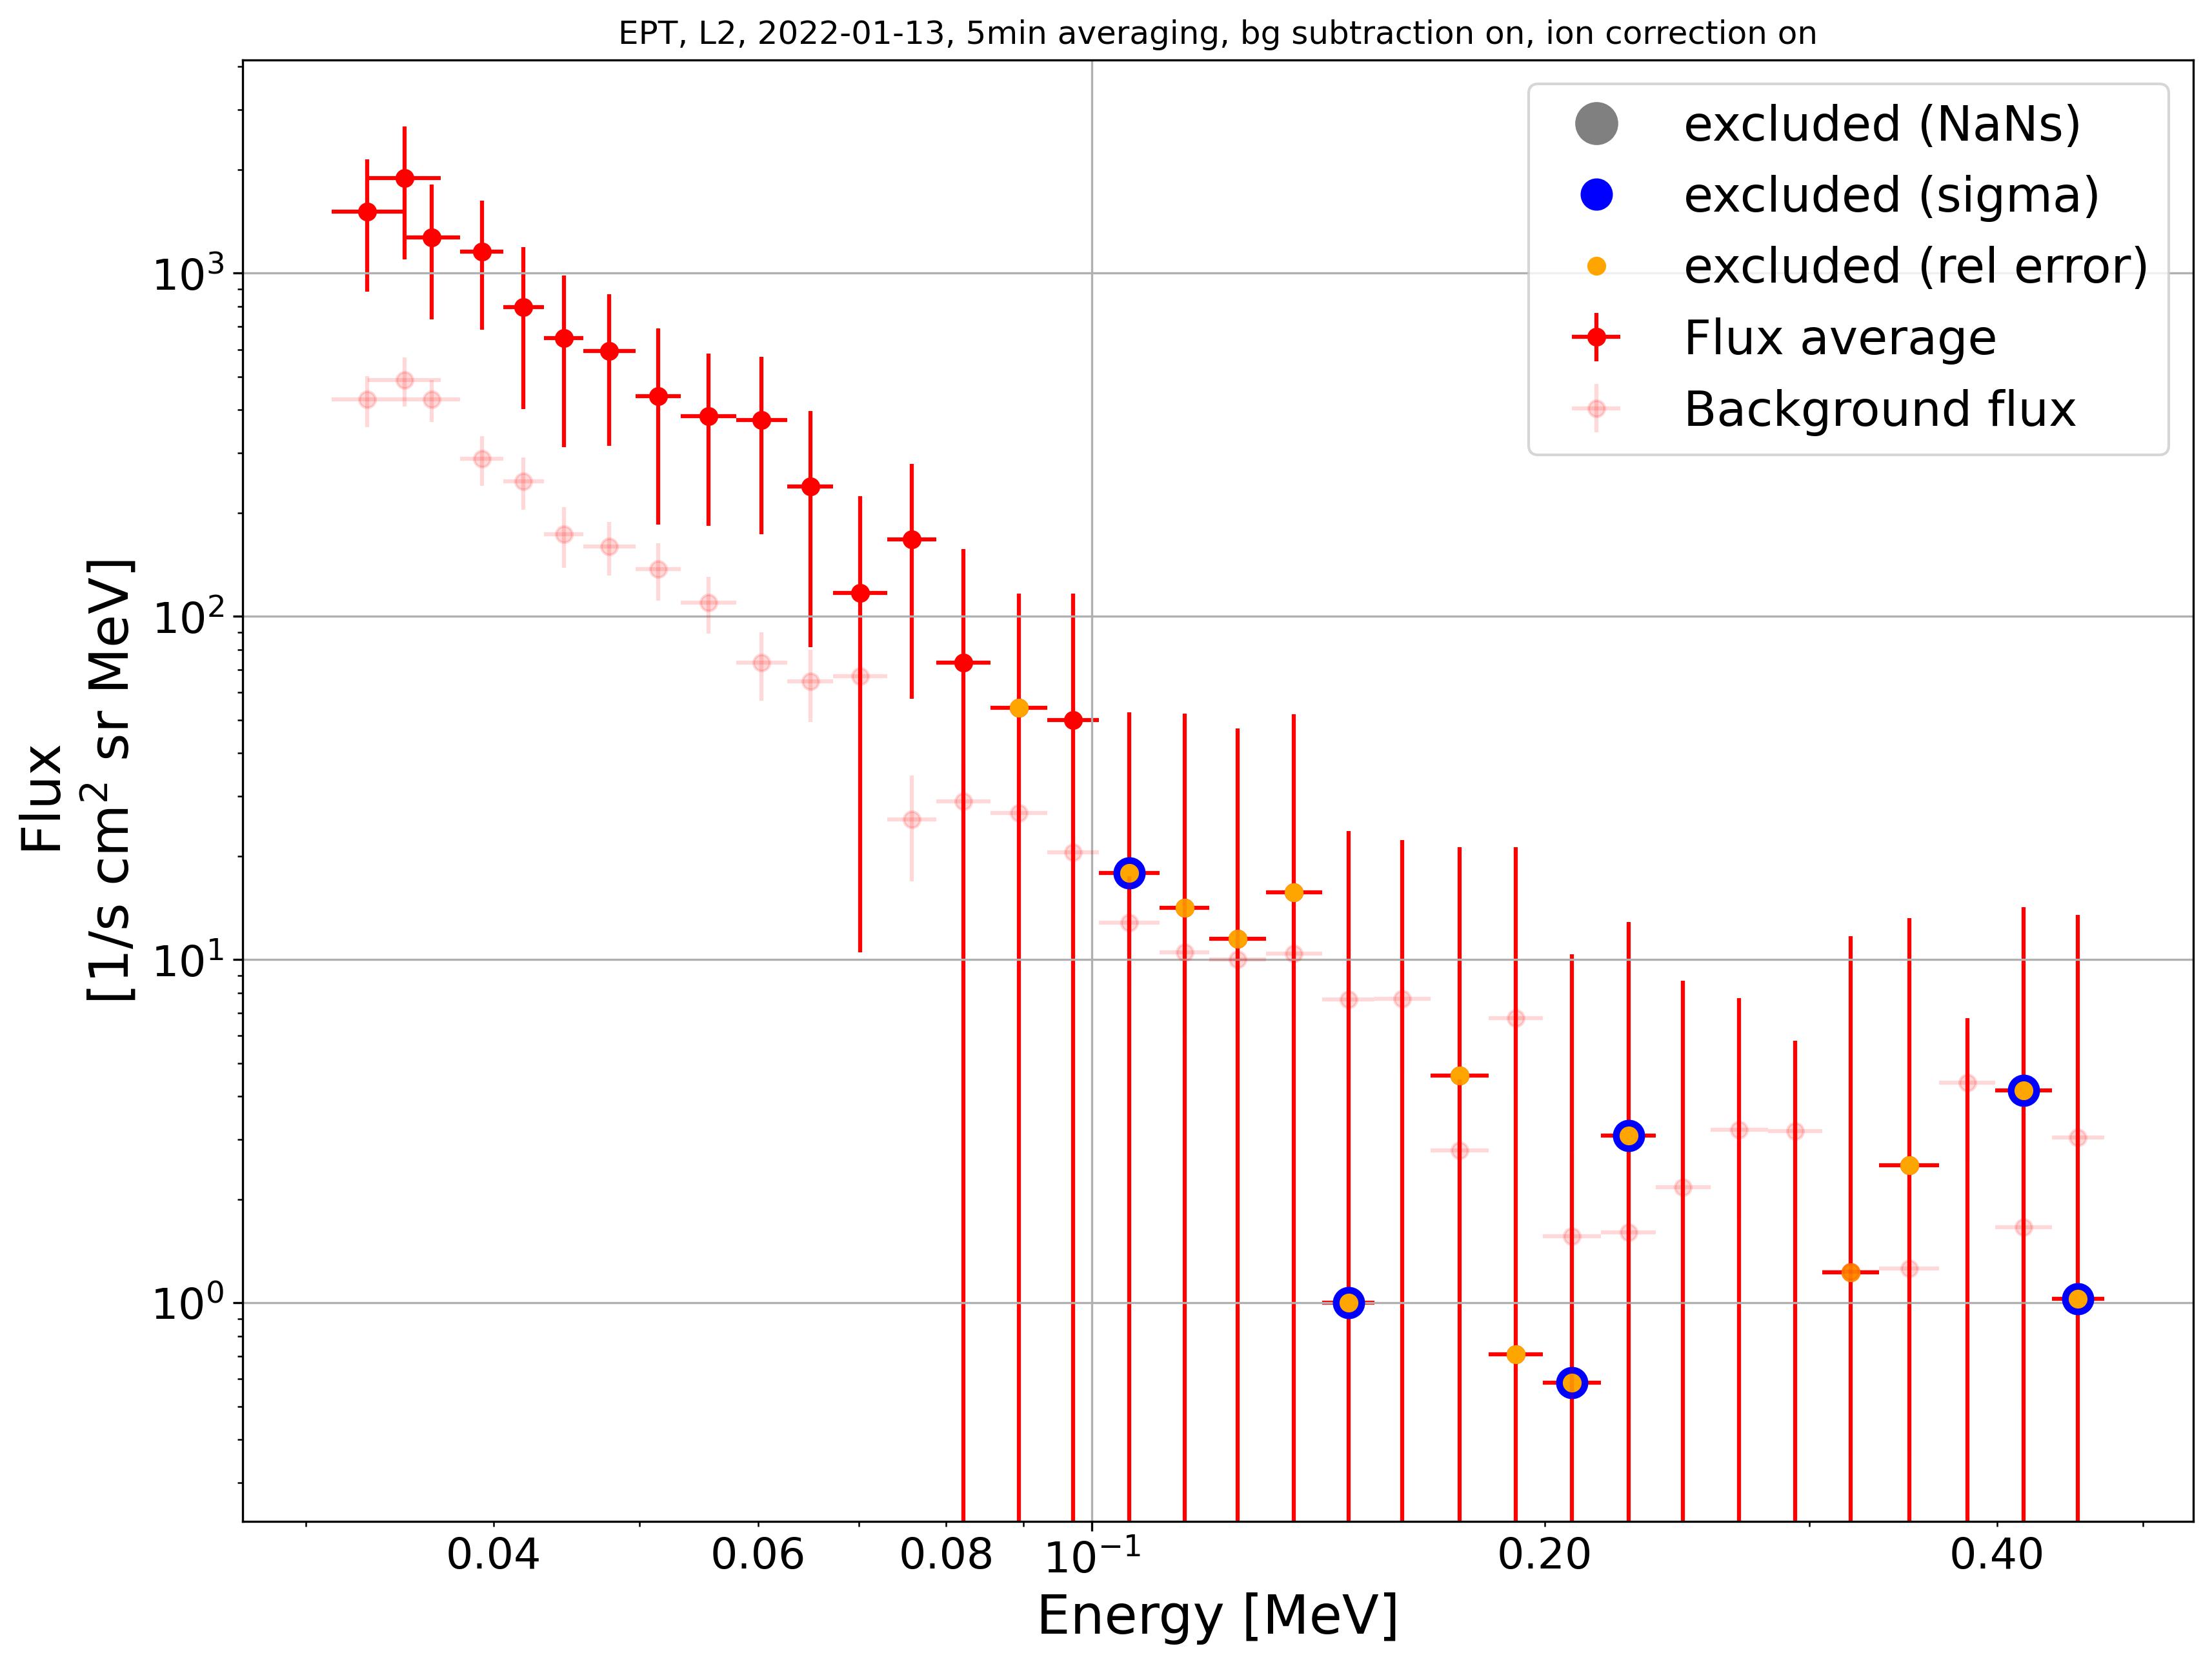 EPT, L2, 2022-01-13, 5min averaging, bg subtraction on, ion correction on
excluded (NaNs)
excluded (sigma)
excluded (rel error)
Flux average
Background flux
Flux
[1/s cm² sr MeV]
10³
10²
10¹
10⁰
0.04 0.06 0.08 10⁻¹ 0.20 0.40
Energy [MeV]